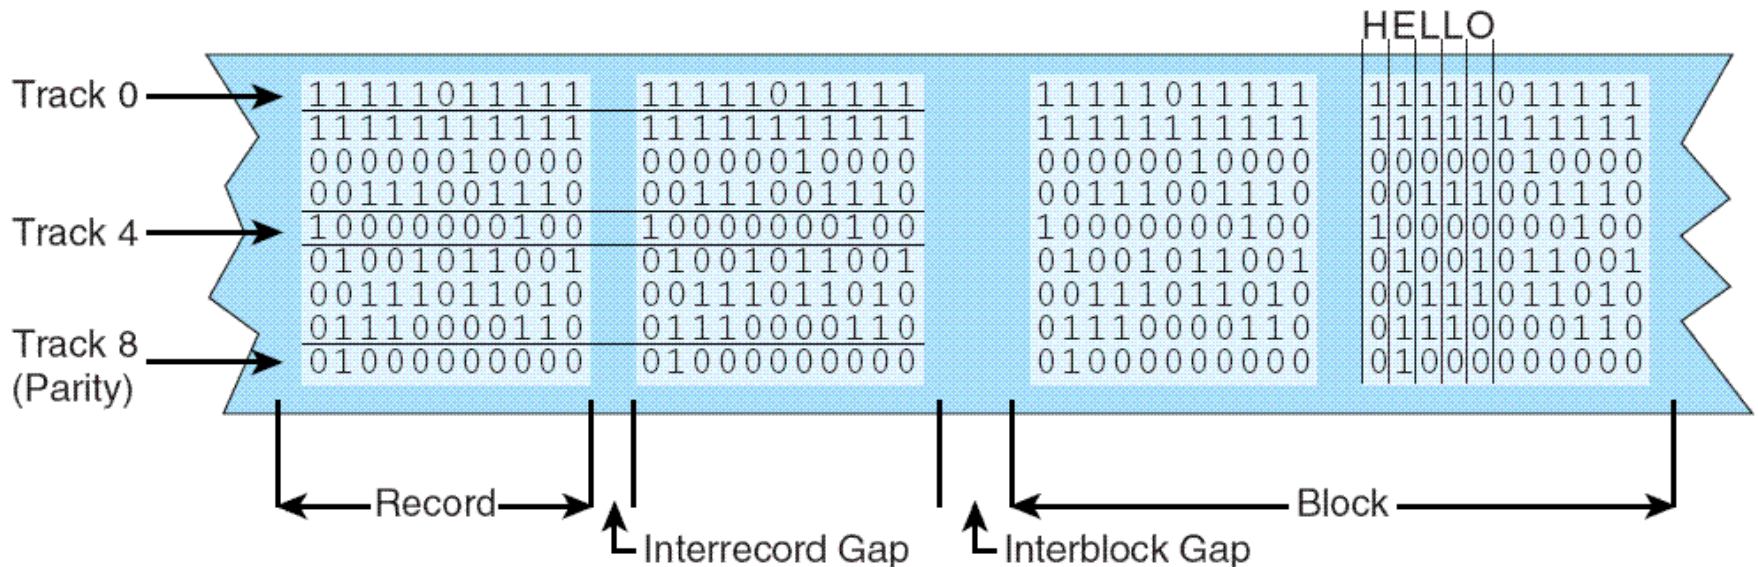 HELLO
Track 0 11111011111 11111011111 11111011111 11111011111
11111111111 11111111111 11111111111 11111111111
00000010000 00000010000 00000010000 00000010000
00111001110 00111001110 00111001110 00111001110
Track 4 10000000100 10000000100 10000000100 10000000100
01001011001 01001011001 01001011001 01001011001
00111011010 00111011010 00111011010 00111011010
01110000110 01110000110 01110000110 01110000110
Track 8 01000000000 01000000000 01000000000 01000000000
(Parity)
Record Block
Interrecord Gap Interblock Gap